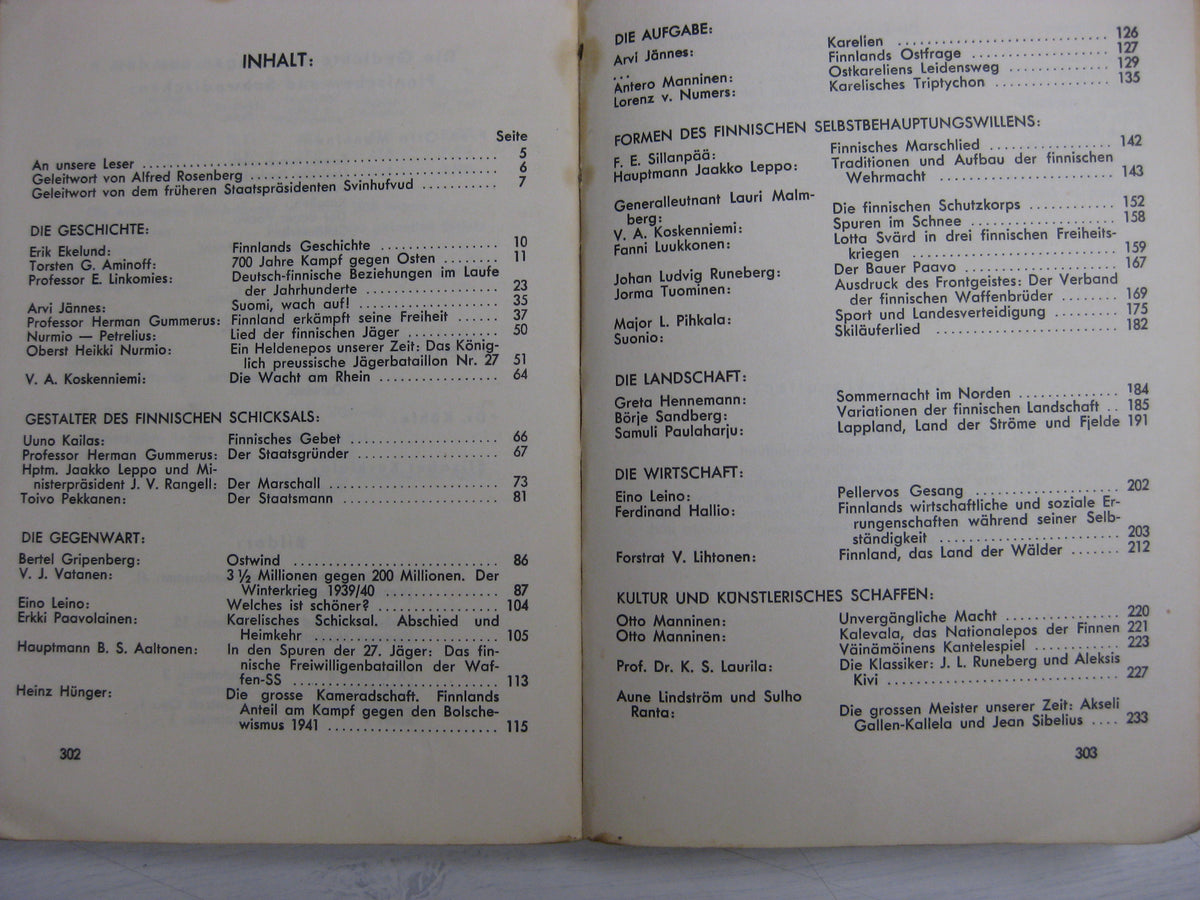 INHALT:
Seite
An unsere Leser ........ 5
Geleitwort von Alfred Rosenberg ........ 6
Geleitwort von dem früheren Staatspräsidenten Svinhufvud ........ 7
DIE GESCHICHTE:
Erik Ekelund: Finnlands Geschichte ........ 10
Torsten G. Aminoff: 700 Jahre Kampf gegen Osten ........ 11
Professor E. Linkomies: Deutsch-finnische Beziehungen im Laufe
der Jahrhunderte ........ 23
Arvi Jännes: Suomi, wach auf! ........ 35
Professor Herman Gummerus: Finnland erkämpft seine Freiheit ...... 37
Nurmio — Petrelius: Lied der finnischen Jäger ........ 50
Oberst Heikki Nurmio: Ein Heldenepos unserer Zeit: Das König-
lich preussische Jägerbataillon Nr. 27 51
V. A. Koskenniemi: Die Wacht am Rhein ........ 64
GESTALTER DES FINNISCHEN SCHICKSALS:
Uuno Kailas: Finnisches Gebet ........ 66
Professor Herman Gummerus: Der Staatsgründer ........ 67
Hptm. Jaakko Leppo und Mi-
nisterpräsident J. V. Rangell: Der Marschall ........ 73
Toivo Pekkanen: Der Staatsmann ........ 81
DIE GEGENWART:
Bertel Gripenberg: Ostwind ........ 86
V. J. Vatanen: 3 ½ Millionen gegen 200 Millionen. Der
Winterkrieg 1939/40 ........ 87
Eino Leino: Welches ist schöner? ........ 104
Erkki Paavolainen: Karelisches Schicksal. Abschied und
Heimkehr ........ 105
Hauptmann B. S. Aaltonen: In den Spuren der 27. Jäger: Das fin-
nische Freiwilligenbataillon der Waf-
fen-SS ........ 113
Heinz Hünger: Die grosse Kameradschaft. Finnlands
Anteil am Kampf gegen den Bolsche-
wismus 1941 ........ 115
302
DIE AUFGABE:
Arvi Jännes: Karelien ........ 126
... Finnlands Ostfrage ........ 127
Antero Manninen: Ostkareliens Leidensweg ........ 129
Lorenz v. Numers: Karelisches Triptychon ........ 135
FORMEN DES FINNISCHEN SELBSTBEHAUPTUNGSWILLENS:
F. E. Sillanpää: Finnisches Marschlied ........ 142
Hauptmann Jaakko Leppo: Traditionen und Aufbau der finnischen
Wehrmacht ........ 143
Generalleutnant Lauri Malm-
berg: Die finnischen Schutzkorps ........ 152
V. A. Koskenniemi: Spuren im Schnee ........ 158
Fanni Luukkonen: Lotta Svärd in drei finnischen Freiheits-
kriegen ........ 159
Johan Ludvig Runeberg: Der Bauer Paavo ........ 167
Jorma Tuominen: Ausdruck des Frontgeistes: Der Verband
der finnischen Waffenbrüder ........ 169
Major L. Pihkala: Sport und Landesverteidigung ........ 175
Suonio: Skiläuferlied ........ 182
DIE LANDSCHAFT:
Greta Hennemann: Sommernacht im Norden ........ 184
Börje Sandberg: Variationen der finnischen Landschaft .. 185
Samuli Paulaharju: Lappland, Land der Ströme und Fjelde 191
DIE WIRTSCHAFT:
Eino Leino: Pellervos Gesang ........ 202
Ferdinand Hallio: Finnlands wirtschaftliche und soziale Er-
rungenschaften während seiner Selb-
ständigkeit ........ 203
Forstrat V. Lihtonen: Finnland, das Land der Wälder ...... 212
KULTUR UND KÜNSTLERISCHES SCHAFFEN:
Otto Manninen: Unvergängliche Macht ........ 220
Otto Manninen: Kalevala, das Nationalepos der Finnen 221
Väinämöinens Kantelespiel ........ 223
Prof. Dr. K. S. Laurila: Die Klassiker: J. L. Runeberg und Aleksis
Kivi ........ 227
Aune Lindström und Sulho
Ranta: Die grossen Meister unserer Zeit: Akseli
Gallen-Kallela und Jean Sibelius .... 233
303